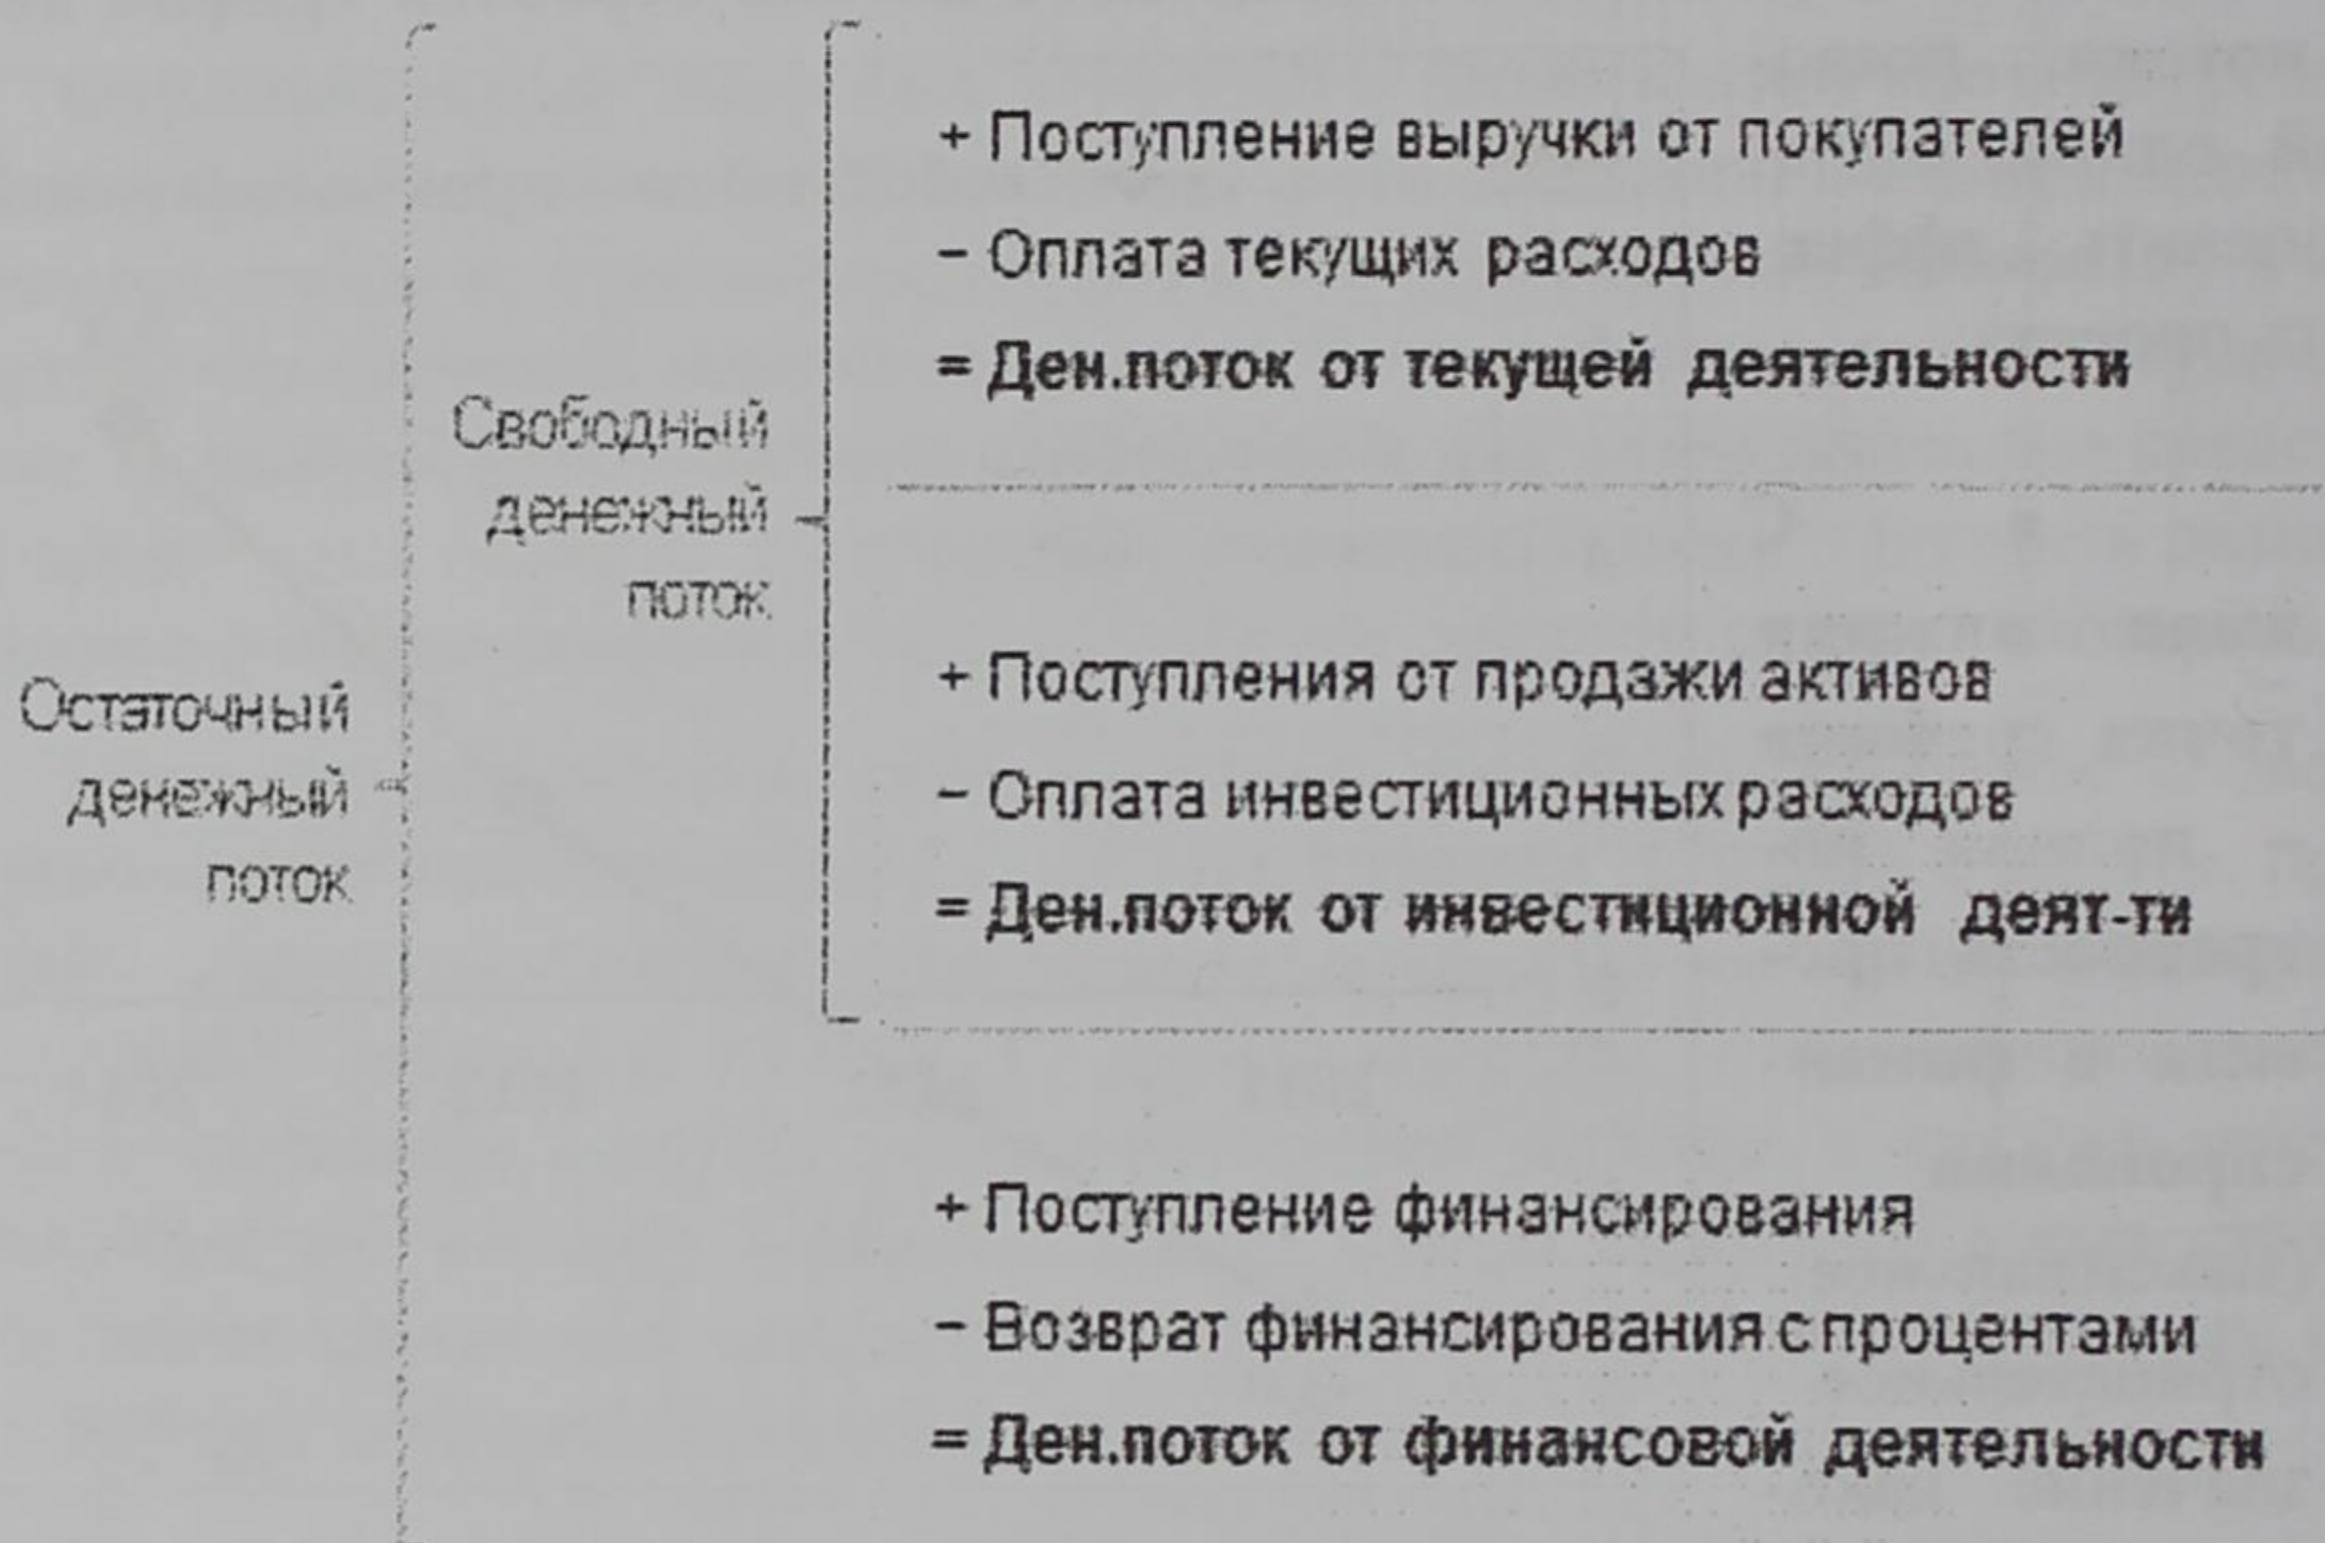 + Поступление выручки от покупателей
− Оплата текущих расходов
= Ден.поток от текущей деятельности
Свободный
денежный
поток
+ Поступления от продажи активов
− Оплата инвестиционных расходов
= Ден.поток от инвестиционной деят-ти
Остаточный
денежный
поток
+ Поступление финансирования
− Возврат финансирования с процентами
= Ден.поток от финансовой деятельности